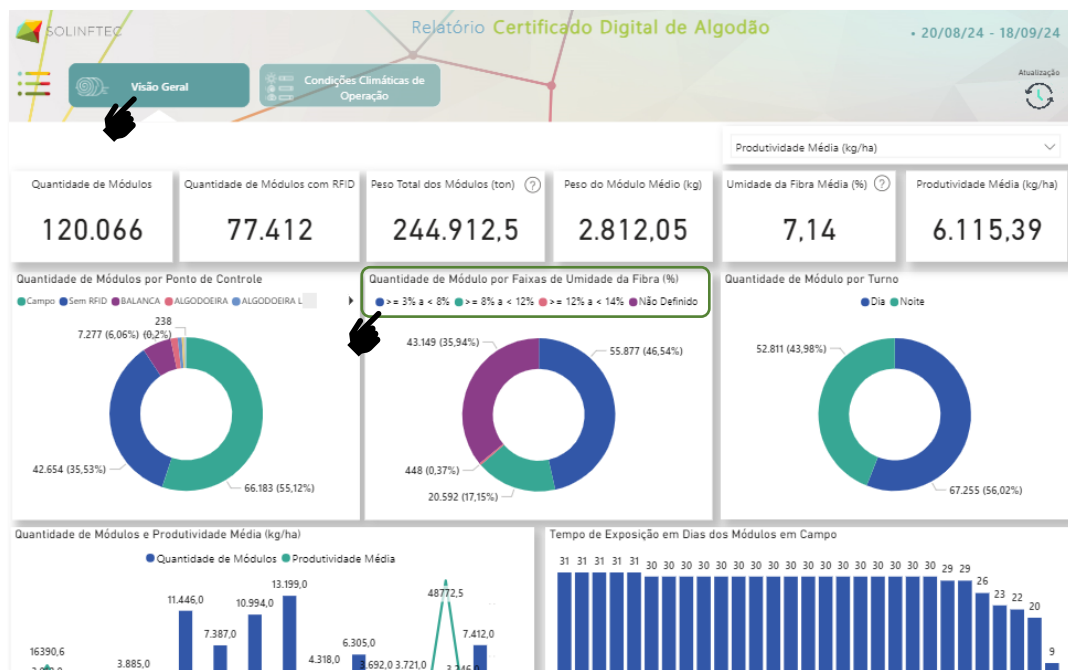 SOLINFTEC
Relatório Certificado Digital de Algodão
• 20/08/24 - 18/09/24
Visão Geral
Condições Climáticas de
Operação
Atualização
Produtividade Média (kg/ha)
Quantidade de Módulos
120.066
Quantidade de Módulos com RFID
77.412
Peso Total dos Módulos (ton) ?
244.912,5
Peso do Módulo Médio (kg)
2.812,05
Umidade da Fibra Média (%) ?
7,14
Produtividade Média (kg/ha)
6.115,39
Quantidade de Módulos por Ponto de Controle
Campo Sem RFID BALANCA ALGODOEIRA ALGODOEIRA L
238
(0,2%)
7.277 (6,06%)
42.654 (35,53%)
66.183 (55,12%)
Quantidade de Módulo por Faixas de Umidade da Fibra (%)
>= 3% a < 8% >= 8% a < 12% >= 12% a < 14% Não Definido
43.149 (35,94%)
55.877 (46,54%)
448 (0,37%)
20.592 (17,15%)
Quantidade de Módulo por Turno
Dia Noite
52.811 (43,98%)
67.255 (56,02%)
Quantidade de Módulos e Produtividade Média (kg/ha)
Quantidade de Módulos Produtividade Média
13.199,0
11.446,0
10.994,0
48772,5
7.387,0
7.412,0
6.305,0
16390,6
4.318,0
3.885,0
3.692,0 3.721,0
Tempo de Exposição em Dias dos Módulos em Campo
31 31 31 31 31 30 30 30 30 30 30 30 30 30 30 30 30 30 30 30 30 30 29 29 26 23 22 20 9